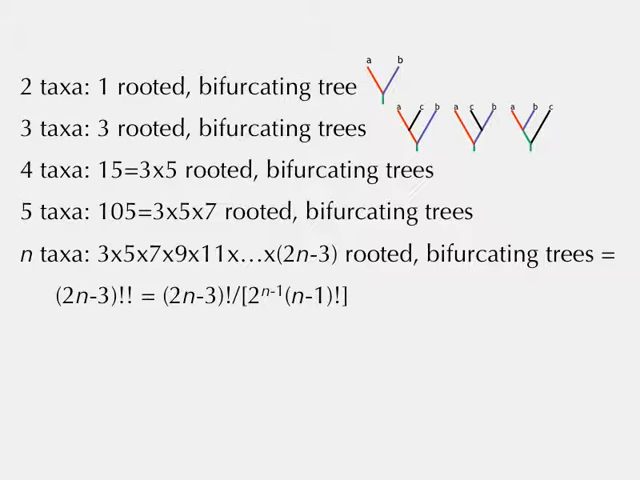 2 taxa: 1 rooted, bifurcating tree
a b
3 taxa: 3 rooted, bifurcating trees
a c b a c b a b c
4 taxa: 15=3x5 rooted, bifurcating trees
5 taxa: 105=3x5x7 rooted, bifurcating trees
n taxa: 3x5x7x9x11x…x(2n-3) rooted, bifurcating trees =
(2n-3)!! = (2n-3)!/[2ⁿ⁻¹(n-1)!]